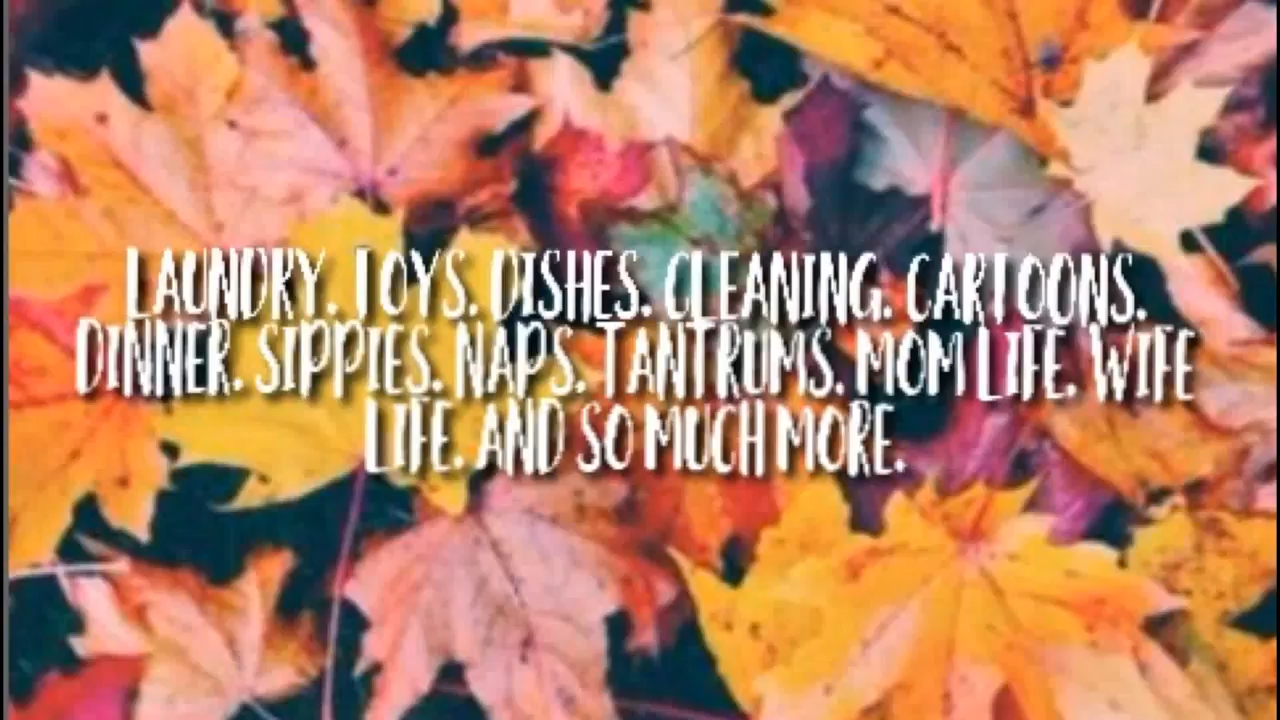 LAUNDRY. TOYS. DISHES. CLEANING. CARTOONS.
DINNER. SIPPIES. NAPS. TANTRUMS. MOM LIFE. WIFE
LIFE. AND SO MUCH MORE.